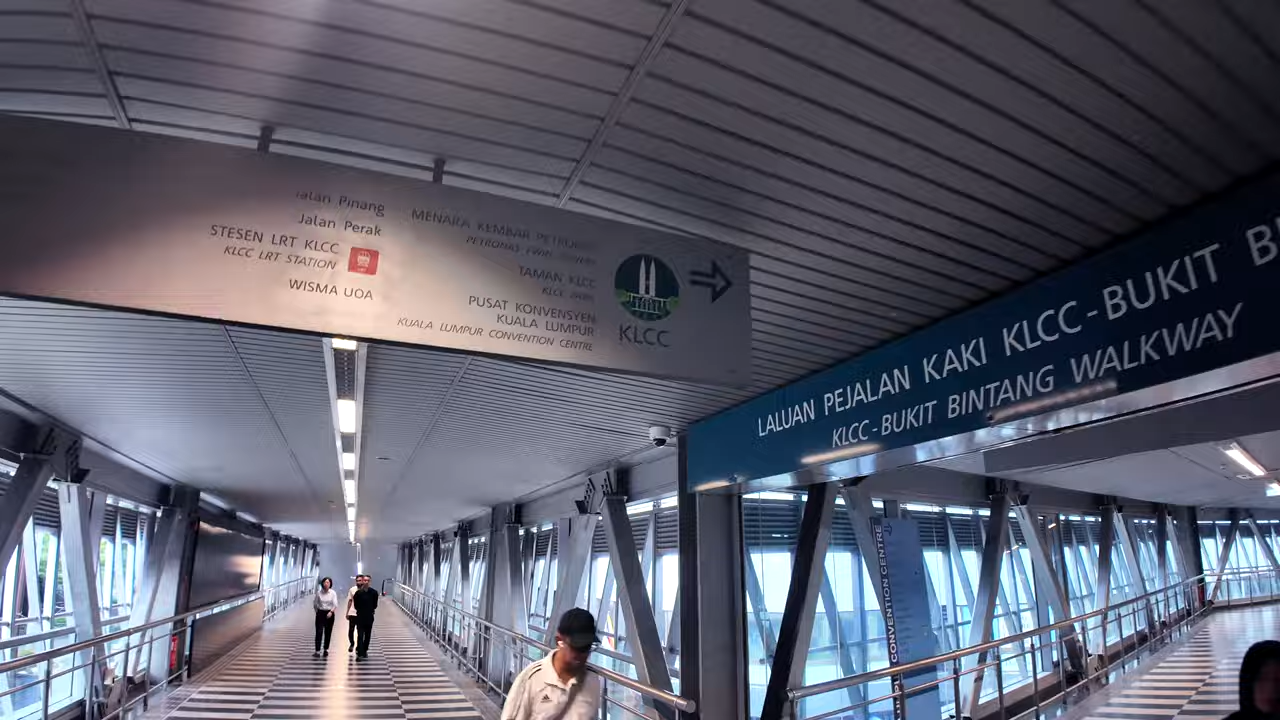 Jalan Pinang
Jalan Perak
STESEN LRT KLCC
KLCC LRT STATION
WISMA UOA
MENARA KEMBAR PETRONAS
PETRONAS TWIN TOWERS
TAMAN KLCC
KLCC PARK
PUSAT KONVENSYEN
KUALA LUMPUR
KUALA LUMPUR CONVENTION CENTRE
KLCC
LALUAN PEJALAN KAKI KLCC-BUKIT
KLCC-BUKIT BINTANG WALKWAY
CONVENTION CENTRE